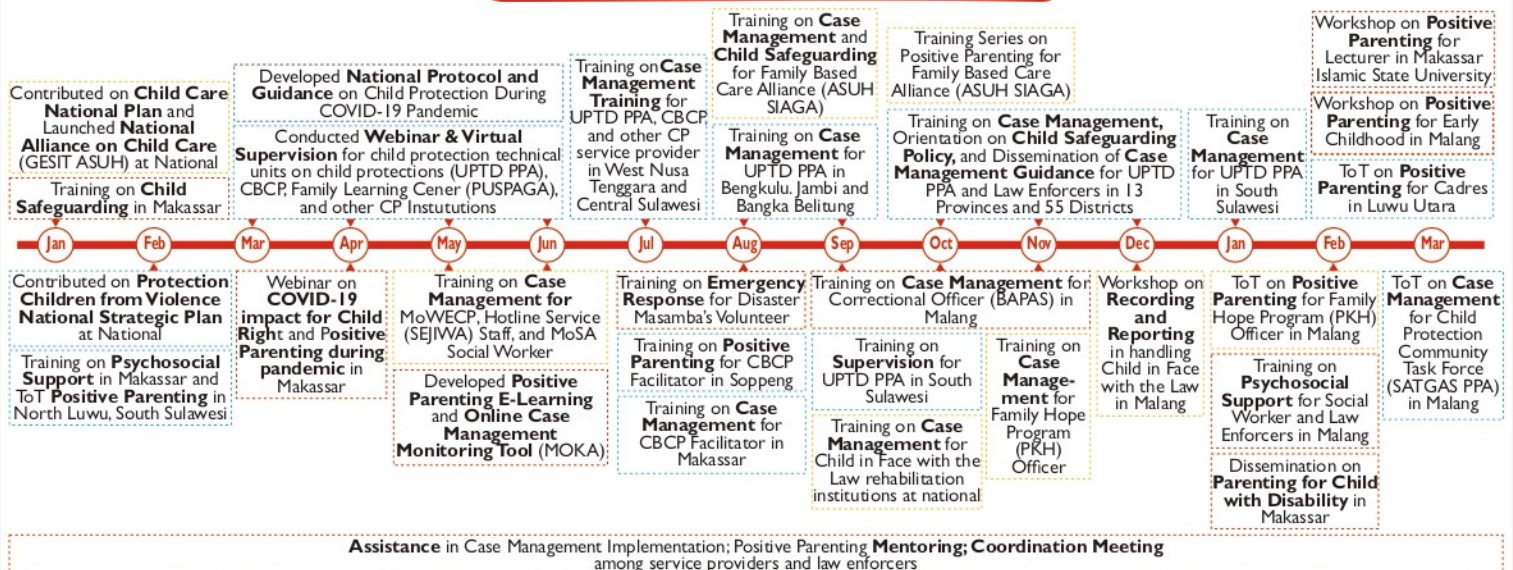 Contributed on Child Care
National Plan and
Launched National
Alliance on Child Care
(GESIT ASUH) at National
Training on Child
Safeguarding in Makassar
Developed National Protocol and
Guidance on Child Protection During
COVID-19 Pandemic
Conducted Webinar & Virtual
Supervision for child protection technical
units on child protections (UPTD PPA),
CBCP, Family Learning Cener (PUSPAGA),
and other CP Instutution
Training on Case
Management
Training for
UPTD PPA, CBCP
and other CP
service provider
in West Nusa
Tenggara and
Central Sulawesi
Training on Case
Management and
Child Safeguarding
for Family Based
Care Alliance (ASUH
SIAGA)
Training on Case
Management for
UPTD PPA in
Bengkulu. Jambi and
Bangka Belitung
Training Series on
Positive Parenting for
Family Based Care
Alliance (ASUH SIAGA)
Training on Case Management,
Orientation on Child Safeguarding
Policy, and Dissemination of Case
Management Guidance for UPTD
PPA and Law Enforcers in 13
Provinces and 55 Districts
Training on
Case
Management
for UPTD PPA
in South
Sulawesi
Workshop on Positive
Parenting for
Lecturer in Makassar
Islamic State University
Workshop on Positive
Parenting for Early
Childhood in Malang
ToT on Positive
Parenting for Cadres
in Luwu Utara
Jan Feb Mar Apr May Jun Jul Aug Sep Oct Nov Dec Jan Feb Mar
Contributed on Protection
Children from Violence
National Strategic Plan
at National
Training on Psychosocial
Support in Makassar and
ToT Positive Parenting in
North Luwu, South Sulawesi
Webinar on
COVID-19
impact for Child
Right and Positive
Parenting during
pandemic in
Makassar
Training on Case
Management for
MoWECP, Hotline Service
(SEJIWA) Staff, and MoSA
Social Worker
Developed Positive
Parenting E-Learning
and Online Case
Management
Monitoring Tool (MOKA)
Training on Emergency
Response for Disaster
Masamba's Volunteer
Training on Positive
Parenting for CBCP
Facilitator in Soppeng
Training on Case
Management for
CBCP Facilitator in
Makassar
Training on Case Management for
Correctional Officer (BAPAS) in
Malang
Training on
Supervision for
UPTD PPA in South
Sulawesi
Training on Case
Management for
Child in Face with the
Law rehabilitation
institutions at national
Training on
Case
Manage-
ment for
Family Hope
Program
(PKH)
Officer
Workshop on
Recording
and
Reporting
in handling
Child in Face
with the Law
in Malang
ToT on Positive
Parenting for Family
Hope Program (PKH)
Officer in Malang
Training on
Psychosocial
Support for Social
Worker and Law
Enforcers in Malang
Dissemination on
Parenting for Child
with Disability in
Makassar
ToT on Case
Management
for Child
Protection
Community
Task Force
(SATGAS PPA)
in Malang
Assistance in Case Management Implementation; Positive Parenting Mentoring; Coordination Meeting
among service providers and law enforcers